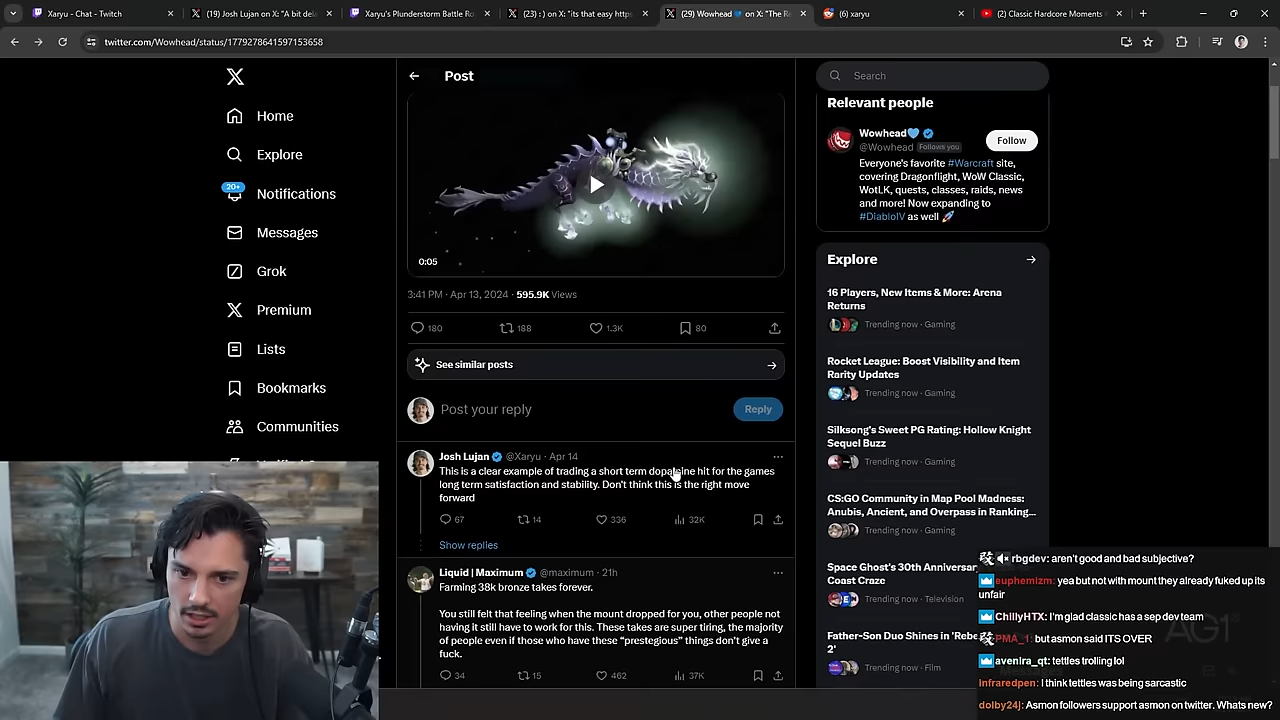 Xaryu - Chat - Twitch
(19) Josh Lujan on X: "A bit del
Xaryu's Plunderstorm Battle Ro
(23) : ) on X: "its that easy http
(29) Wowhead💙 on X: "The Re
(6) xaryu
(2) Classic Hardcore Moments
twitter.com/Wowhead/status/1779278641597153658
Home
Explore
20+
Notifications
Messages
Grok
Premium
Lists
Bookmarks
Communities
Post
0:05
3:41 PM · Apr 13, 2024 · 595.9K Views
180
188
1.3K
80
See similar posts
Post your reply
Reply
Josh Lujan @Xaryu · Apr 14
This is a clear example of trading a short term dopamine hit for the games
long term satisfaction and stability. Don't think this is the right move
forward
67
14
336
32K
Show replies
Liquid | Maximum @maximum · 21h
Farming 38k bronze takes forever.
You still felt that feeling when the mount dropped for you, other people not
having it still have to work for this. These takes are super tiring, the majority
of people even if those who have these "prestegious" things don't give a
fuck.
34
15
462
37K
Search
Relevant people
Wowhead💙
@Wowhead Follows you
Follow
Everyone's favorite #Warcraft site,
covering Dragonflight, WoW Classic,
WotLK, quests, classes, raids, news
and more! Now expanding to
#DiabloIV as well 🚀
Explore
16 Players, New Items & More: Arena
Returns
Trending now · Gaming
Rocket League: Boost Visibility and Item
Rarity Updates
Trending now · Gaming
Silksong's Sweet PG Rating: Hollow Knight
Sequel Buzz
Trending now · Gaming
CS:GO Community in Map Pool Madness:
Anubis, Ancient, and Overpass in Ranking...
Trending now · Gaming
Space Ghost's 30th Anniversar
Coast Craze
Trending now · Television
Father-Son Duo Shines in 'Rebe
2'
Trending now · Film
rbgdev: aren't good and bad subjective?
euphemizm: yea but not with mount they already fuked up its
unfair
ChillyHTX: I'm glad classic has a sep dev team
PMA_1: but asmon said ITS OVER
avenira_qt: tettles trolling lol
Infraredpen: I think tettles was being sarcastic
dolby24j: Asmon followers support asmon on twitter. Whats new?
AG1